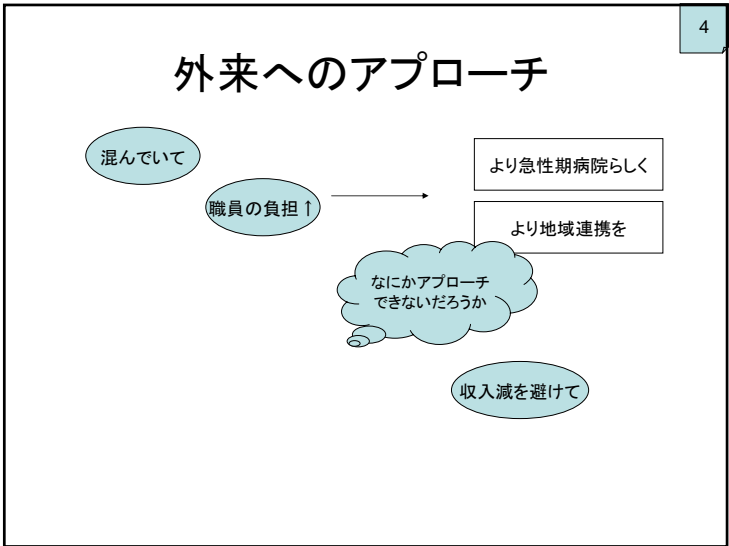 4
外来へのアプローチ
混んでいて
職員の負担↑
より急性期病院らしく
より地域連携を
なにかアプローチ
できないだろうか
収入減を避けて